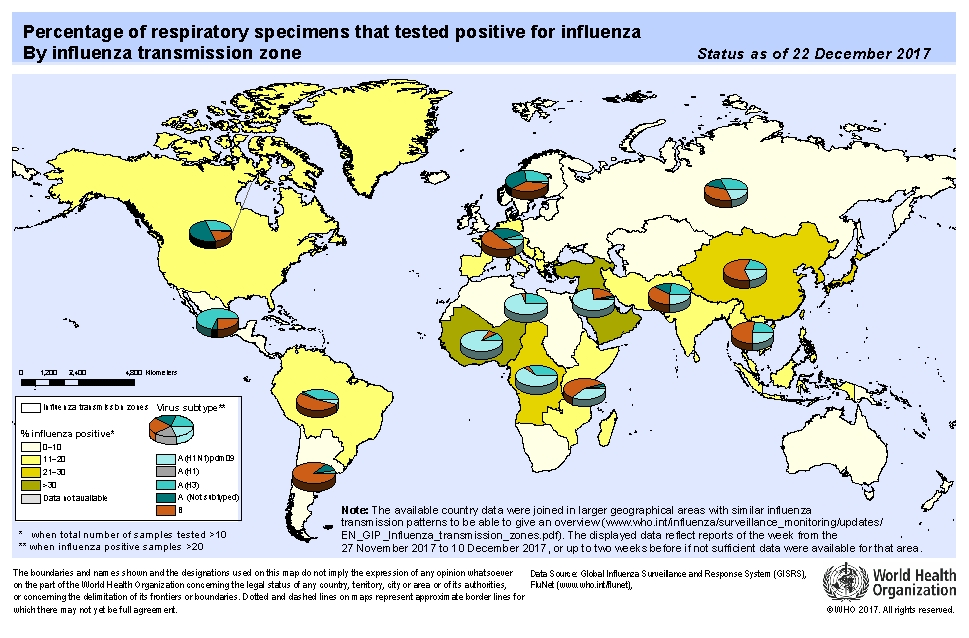 Percentage of respiratory specimens that tested positive for influenza
By influenza transmission zone
Status as of 22 December 2017
0 1,200 2,400 4,800 Kilometers
Influenza transmission zones
Virus subtype**
% influenza positive*
0–10
11–20
21–30
>30
Data not available
A(H1N1)pdm09
A(H1)
A(H3)
A (Not subtyped)
B
* when total number of samples tested >10
** when influenza positive samples >20
Note: The available country data were joined in larger geographical areas with similar influenza
transmission patterns to be able to give an overview (www.who.int/influenza/surveillance_monitoring/updates/
EN_GIP_Influenza_transmission_zones.pdf). The displayed data reflect reports of the week from the
27 November 2017 to 10 December 2017, or up to two weeks before if not sufficient data were available for that area.
The boundaries and names shown and the designations used on this map do not imply the expression of any opinion whatsoever
on the part of the World Health Organization concerning the legal status of any country, territory, city or area or of its authorities,
or concerning the delimitation of its frontiers or boundaries. Dotted and dashed lines on maps represent approximate border lines for
which there may not yet be full agreement.
Data Source: Global Influenza Surveillance and Response System (GISRS),
FluNet (www.who.int/flunet),
World Health
Organization
©WHO 2017. All rights reserved.